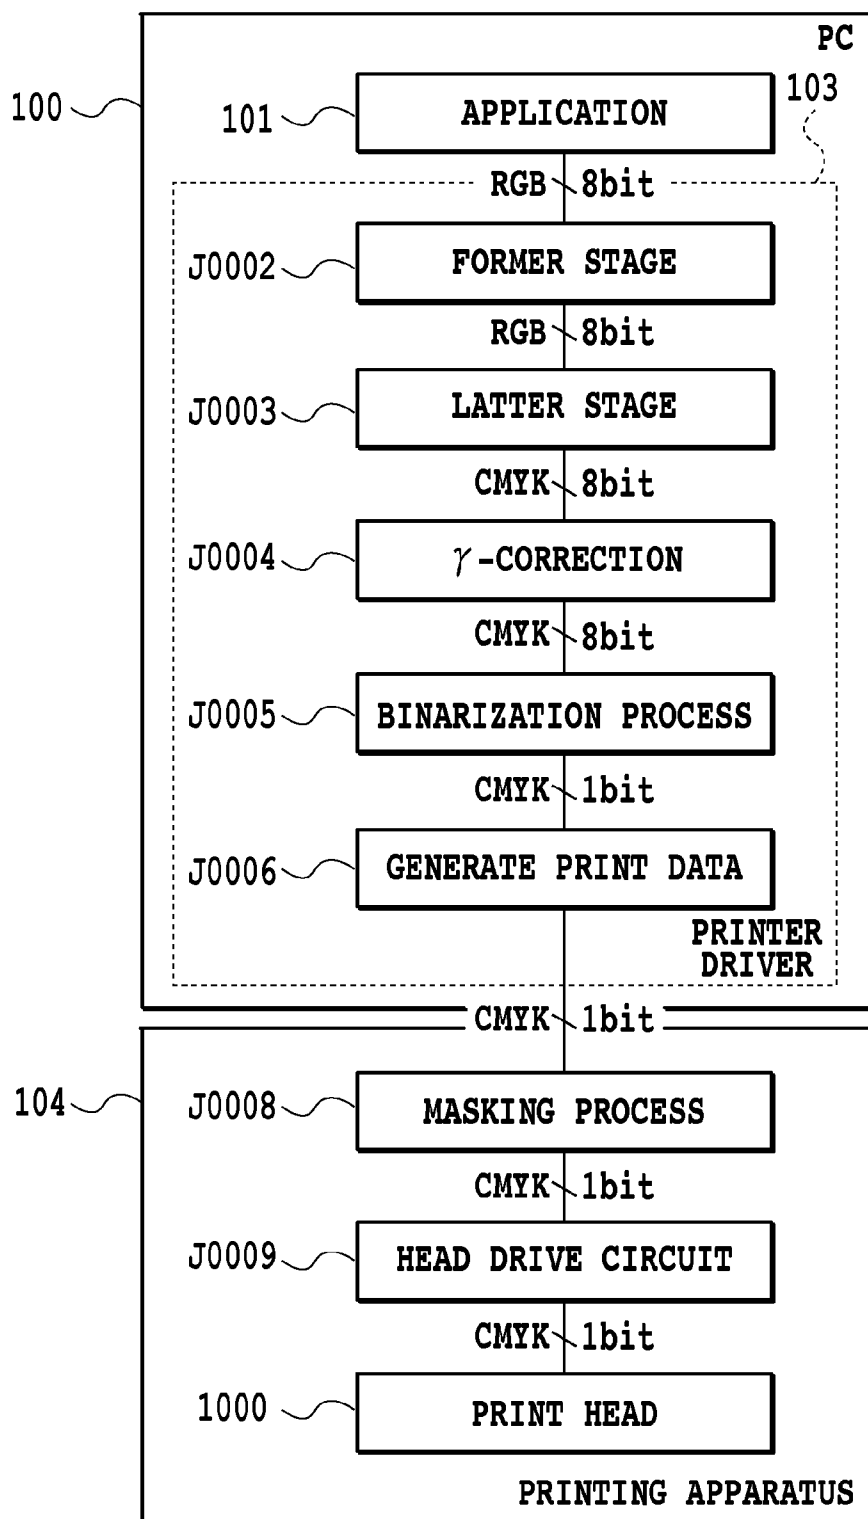 PC
103
100
101
APPLICATION
RGB 8bit
J0002
FORMER STAGE
RGB 8bit
J0003
LATTER STAGE
CMYK 8bit
J0004
γ-CORRECTION
CMYK 8bit
J0005
BINARIZATION PROCESS
CMYK 1bit
J0006
GENERATE PRINT DATA
PRINTER
DRIVER
CMYK 1bit
104
J0008
MASKING PROCESS
CMYK 1bit
J0009
HEAD DRIVE CIRCUIT
CMYK 1bit
1000
PRINT HEAD
PRINTING APPARATUS